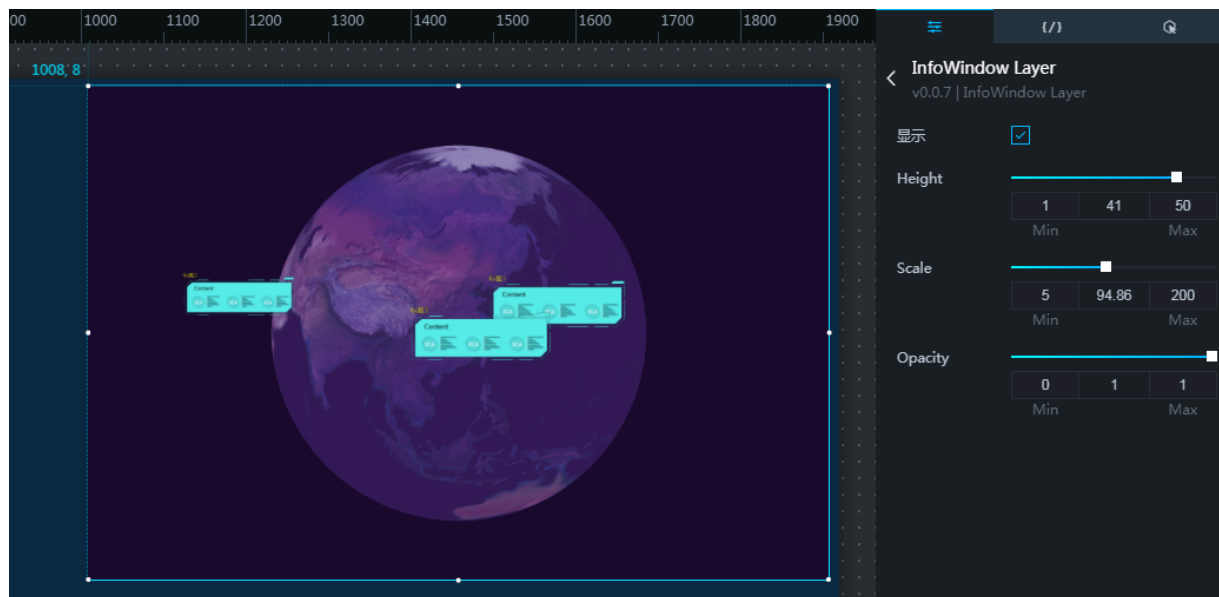 00 1000 1100 1200 1300 1400 1500 1600 1700 1800 1900
{/}
1008, 8
InfoWindow Layer
v0.0.7 | InfoWindow Layer
显示
Height
1 41 50
Min Max
Scale
5 94.86 200
Min Max
Opacity
0 1 1
Min Max
Content
Content
Content